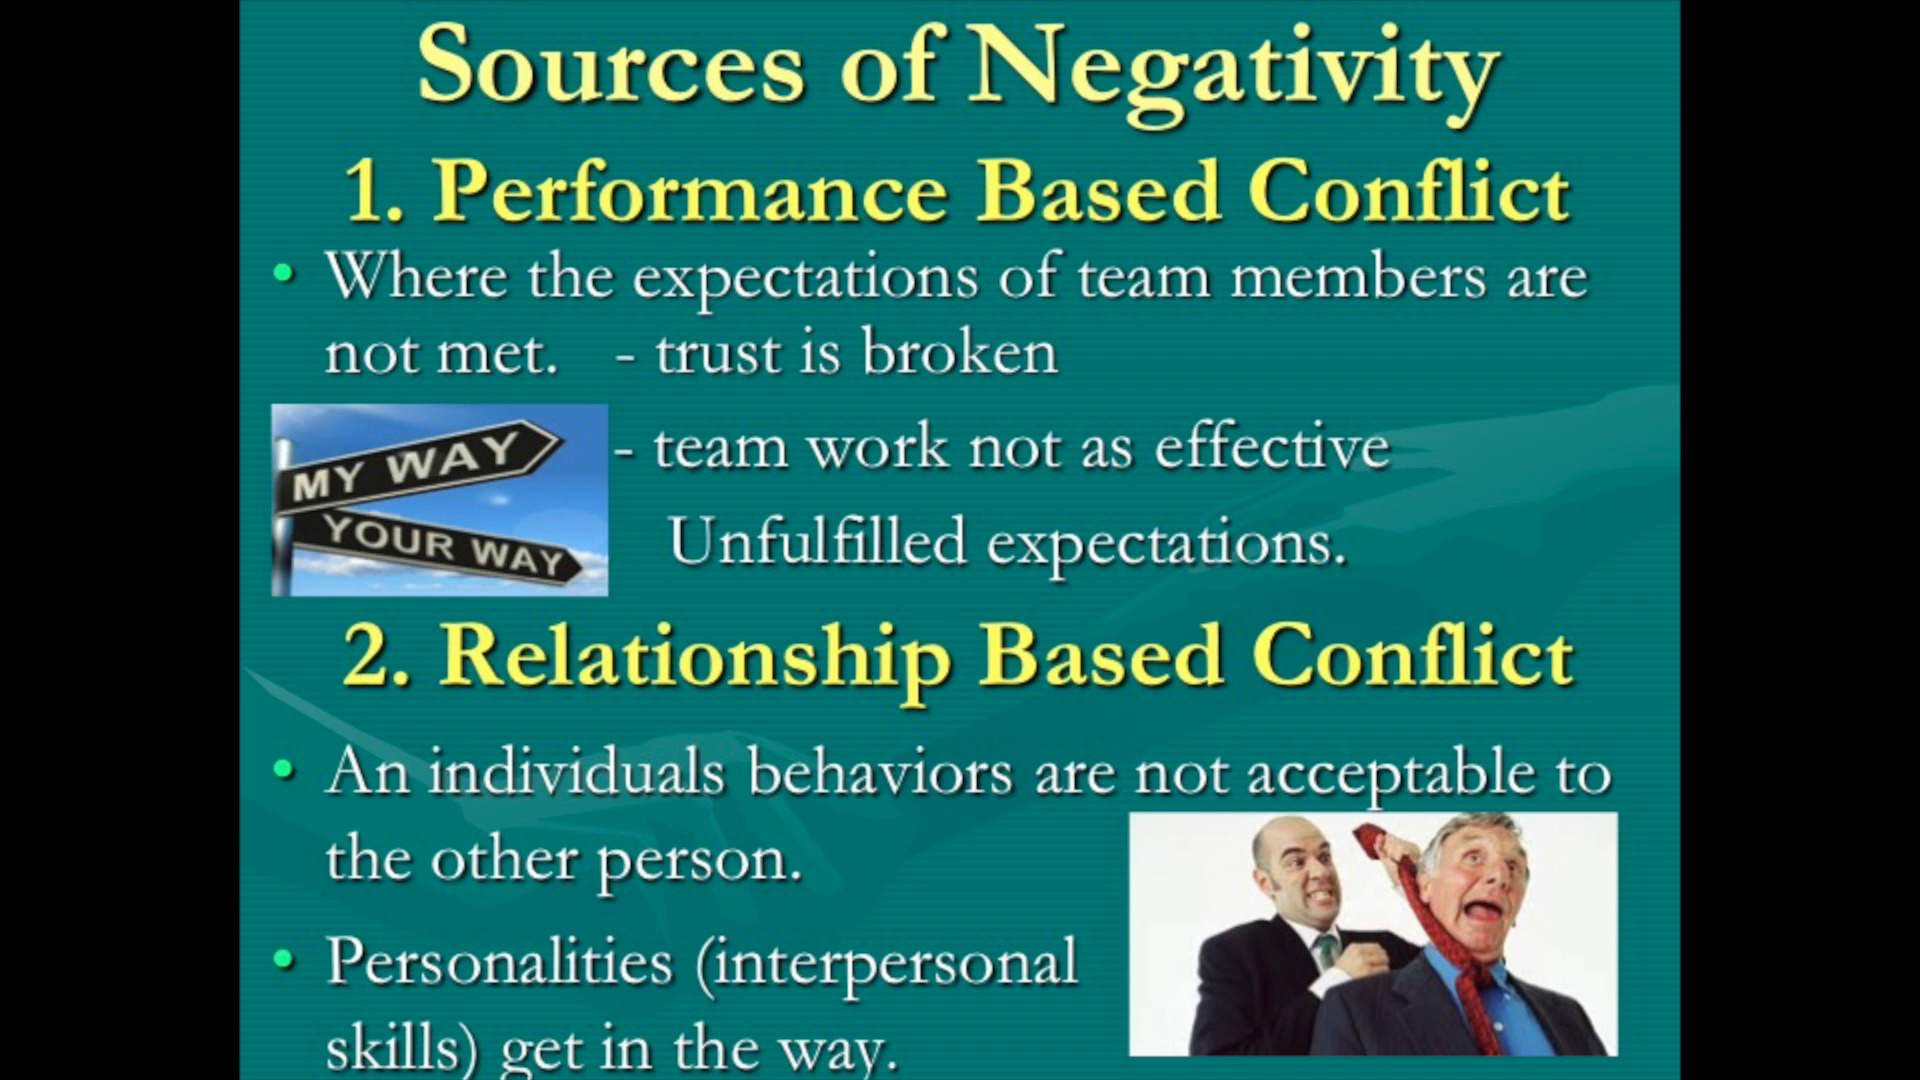 Sources of Negativity
1. Performance Based Conflict
• Where the expectations of team members are
not met. - trust is broken
- team work not as effective
Unfulfilled expectations.
MY WAY
YOUR WAY
2. Relationship Based Conflict
• An individuals behaviors are not acceptable to
the other person.
• Personalities (interpersonal
skills) get in the way.